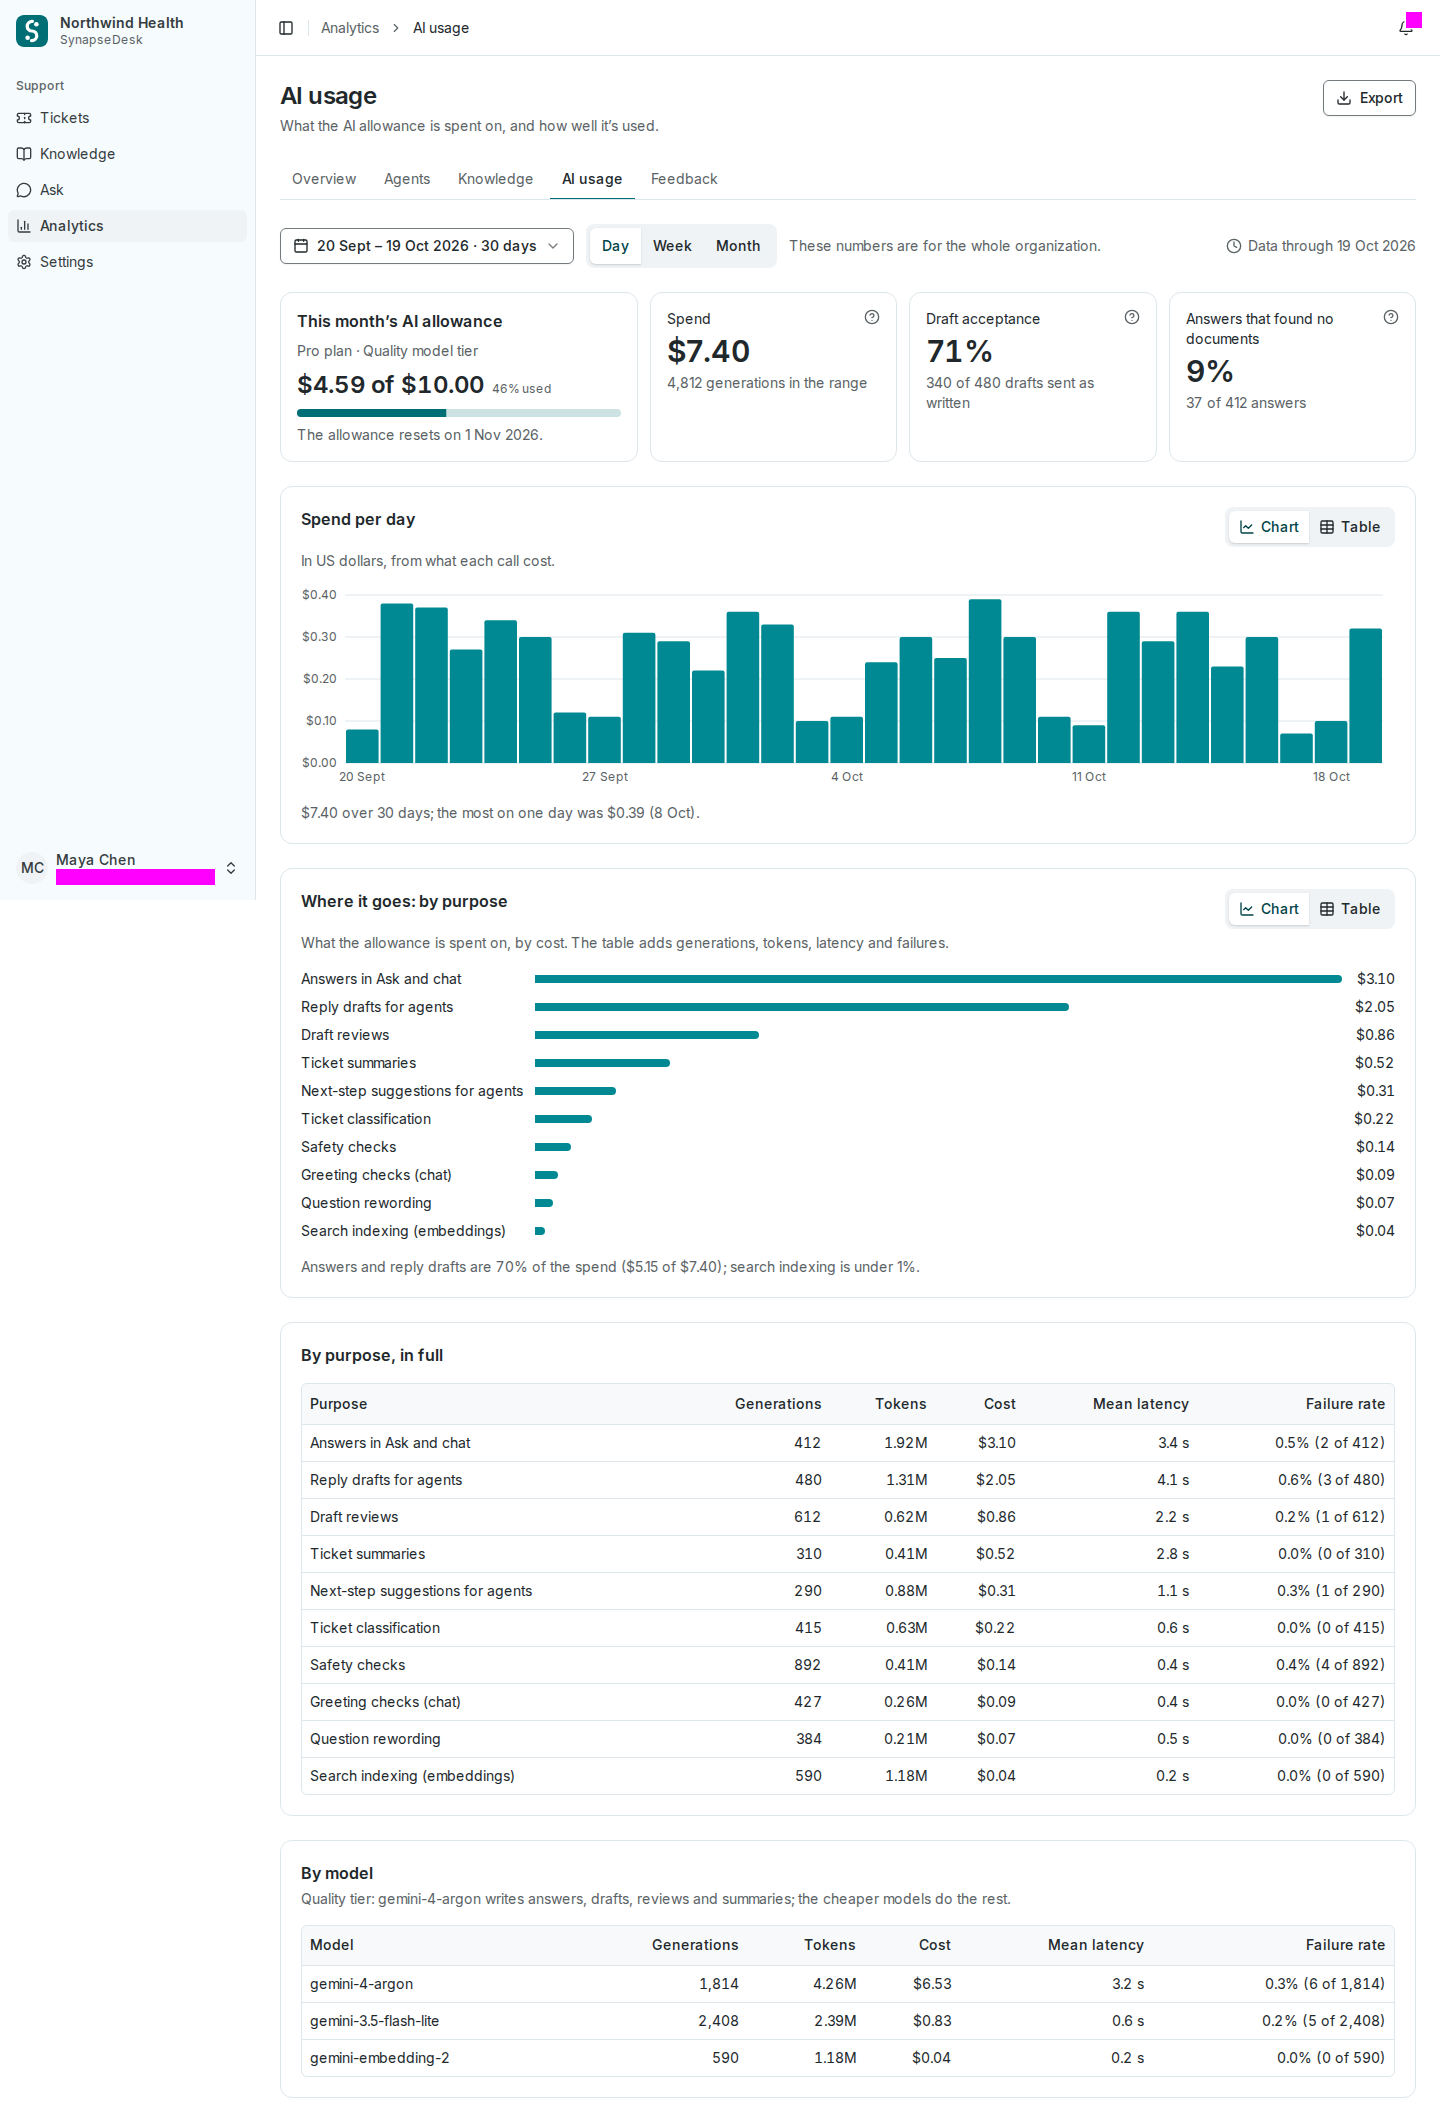 Northwind Health
SynapseDesk
Support
Tickets
Knowledge
Ask
Analytics
Settings
MC
Maya Chen
Analytics
AI usage
AI usage
What the AI allowance is spent on, and how well it's used.
Export
Overview
Agents
Knowledge
AI usage
Feedback
20 Sept – 19 Oct 2026 · 30 days
Day
Week
Month
These numbers are for the whole organization.
Data through 19 Oct 2026
This month's AI allowance
Pro plan · Quality model tier
$4.59 of $10.00 46% used
The allowance resets on 1 Nov 2026.
Spend
$7.40
4,812 generations in the range
Draft acceptance
71%
340 of 480 drafts sent as
written
Answers that found no
documents
9%
37 of 412 answers
Spend per day
Chart
Table
In US dollars, from what each call cost.
$0.40
$0.30
$0.20
$0.10
$0.00
20 Sept
27 Sept
4 Oct
11 Oct
18 Oct
$7.40 over 30 days; the most on one day was $0.39 (8 Oct).
Where it goes: by purpose
Chart
Table
What the allowance is spent on, by cost. The table adds generations, tokens, latency and failures.
Answers in Ask and chat $3.10
Reply drafts for agents $2.05
Draft reviews $0.86
Ticket summaries $0.52
Next-step suggestions for agents $0.31
Ticket classification $0.22
Safety checks $0.14
Greeting checks (chat) $0.09
Question rewording $0.07
Search indexing (embeddings) $0.04
Answers and reply drafts are 70% of the spend ($5.15 of $7.40); search indexing is under 1%.
By purpose, in full
Purpose Generations Tokens Cost Mean latency Failure rate
Answers in Ask and chat 412 1.92M $3.10 3.4 s 0.5% (2 of 412)
Reply drafts for agents 480 1.31M $2.05 4.1 s 0.6% (3 of 480)
Draft reviews 612 0.62M $0.86 2.2 s 0.2% (1 of 612)
Ticket summaries 310 0.41M $0.52 2.8 s 0.0% (0 of 310)
Next-step suggestions for agents 290 0.88M $0.31 1.1 s 0.3% (1 of 290)
Ticket classification 415 0.63M $0.22 0.6 s 0.0% (0 of 415)
Safety checks 892 0.41M $0.14 0.4 s 0.4% (4 of 892)
Greeting checks (chat) 427 0.26M $0.09 0.4 s 0.0% (0 of 427)
Question rewording 384 0.21M $0.07 0.5 s 0.0% (0 of 384)
Search indexing (embeddings) 590 1.18M $0.04 0.2 s 0.0% (0 of 590)
By model
Quality tier: gemini-4-argon writes answers, drafts, reviews and summaries; the cheaper models do the rest.
Model Generations Tokens Cost Mean latency Failure rate
gemini-4-argon 1,814 4.26M $6.53 3.2 s 0.3% (6 of 1,814)
gemini-3.5-flash-lite 2,408 2.39M $0.83 0.6 s 0.2% (5 of 2,408)
gemini-embedding-2 590 1.18M $0.04 0.2 s 0.0% (0 of 590)